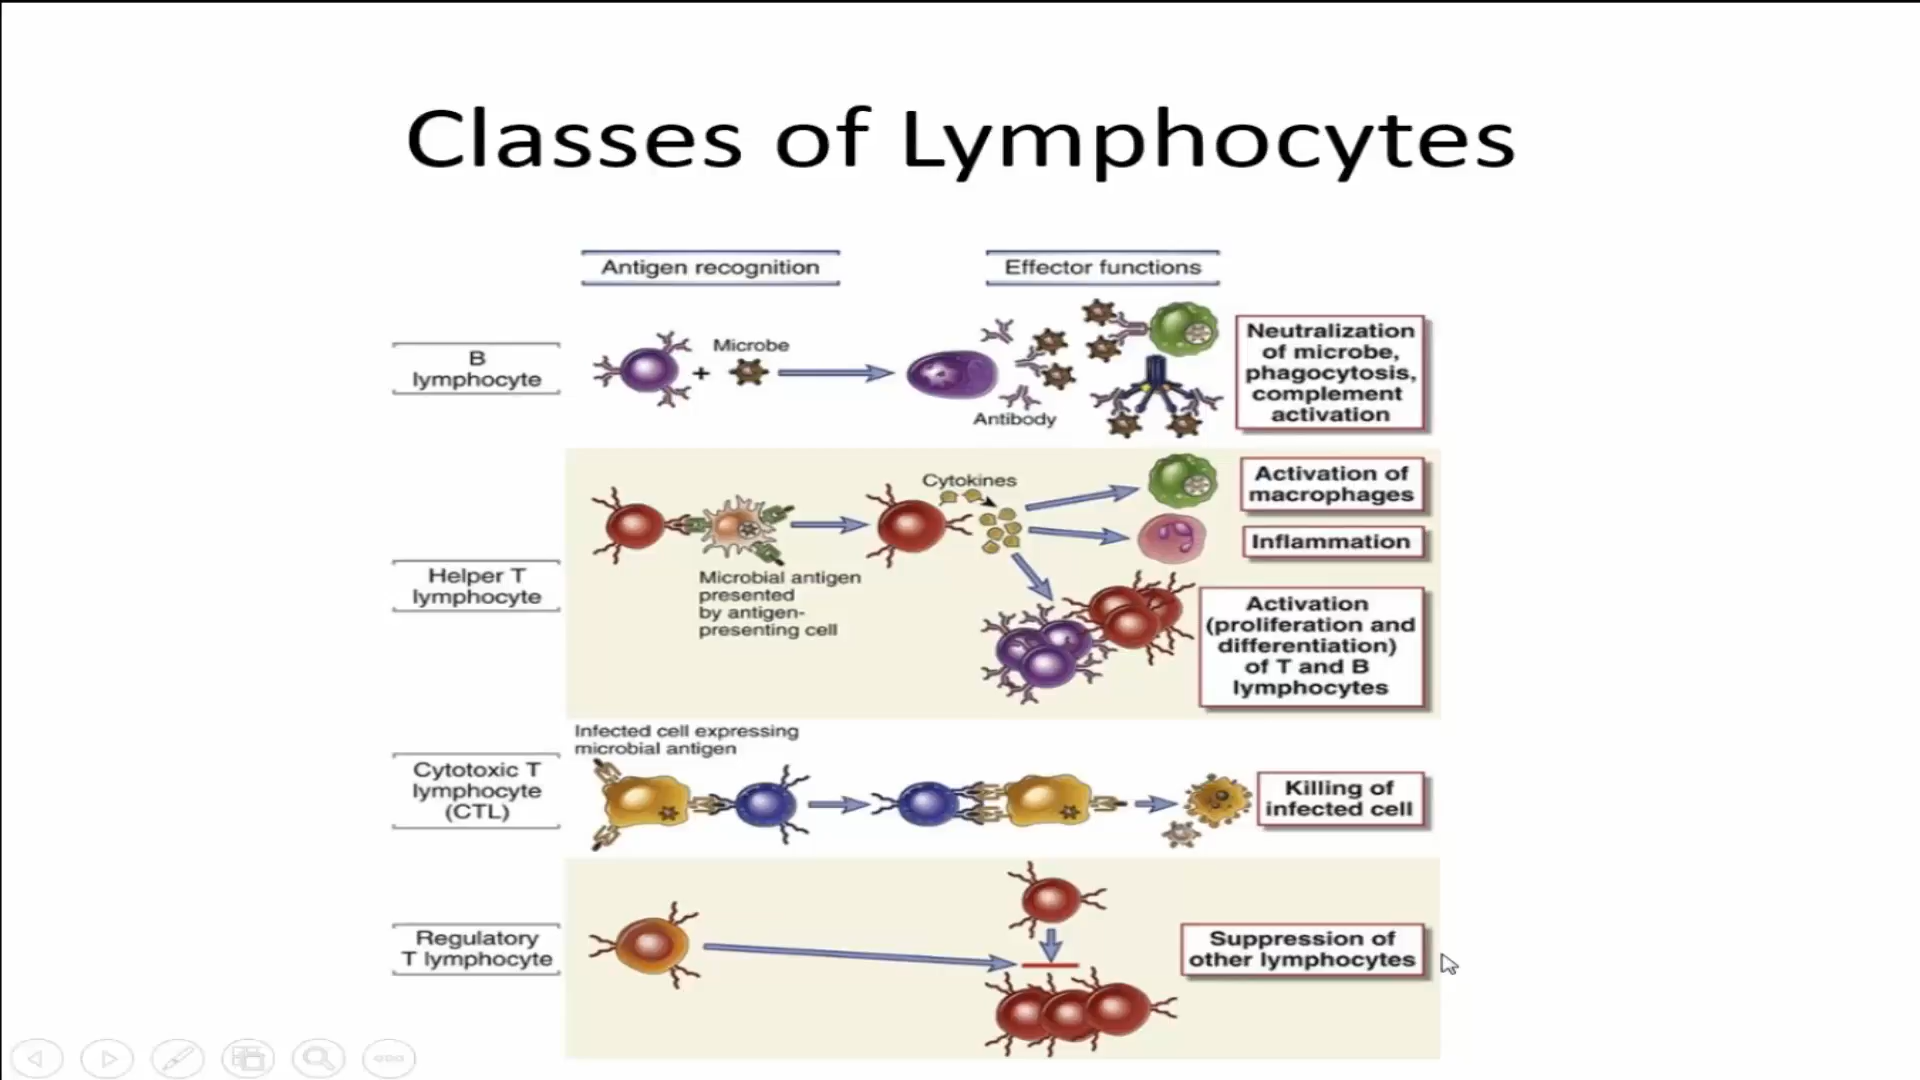 Classes of Lymphocytes
Antigen recognition
Effector functions
B
lymphocyte
Microbe
Antibody
Neutralization
of microbe,
phagocytosis,
complement
activation
Helper T
lymphocyte
Microbial antigen
presented
by antigen-
presenting cell
Cytokines
Activation of
macrophages
Inflammation
Activation
(proliferation and
differentiation)
of T and B
lymphocytes
Cytotoxic T
lymphocyte
(CTL)
Infected cell expressing
microbial antigen
Killing of
infected cell
Regulatory
T lymphocyte
Suppression of
other lymphocytes